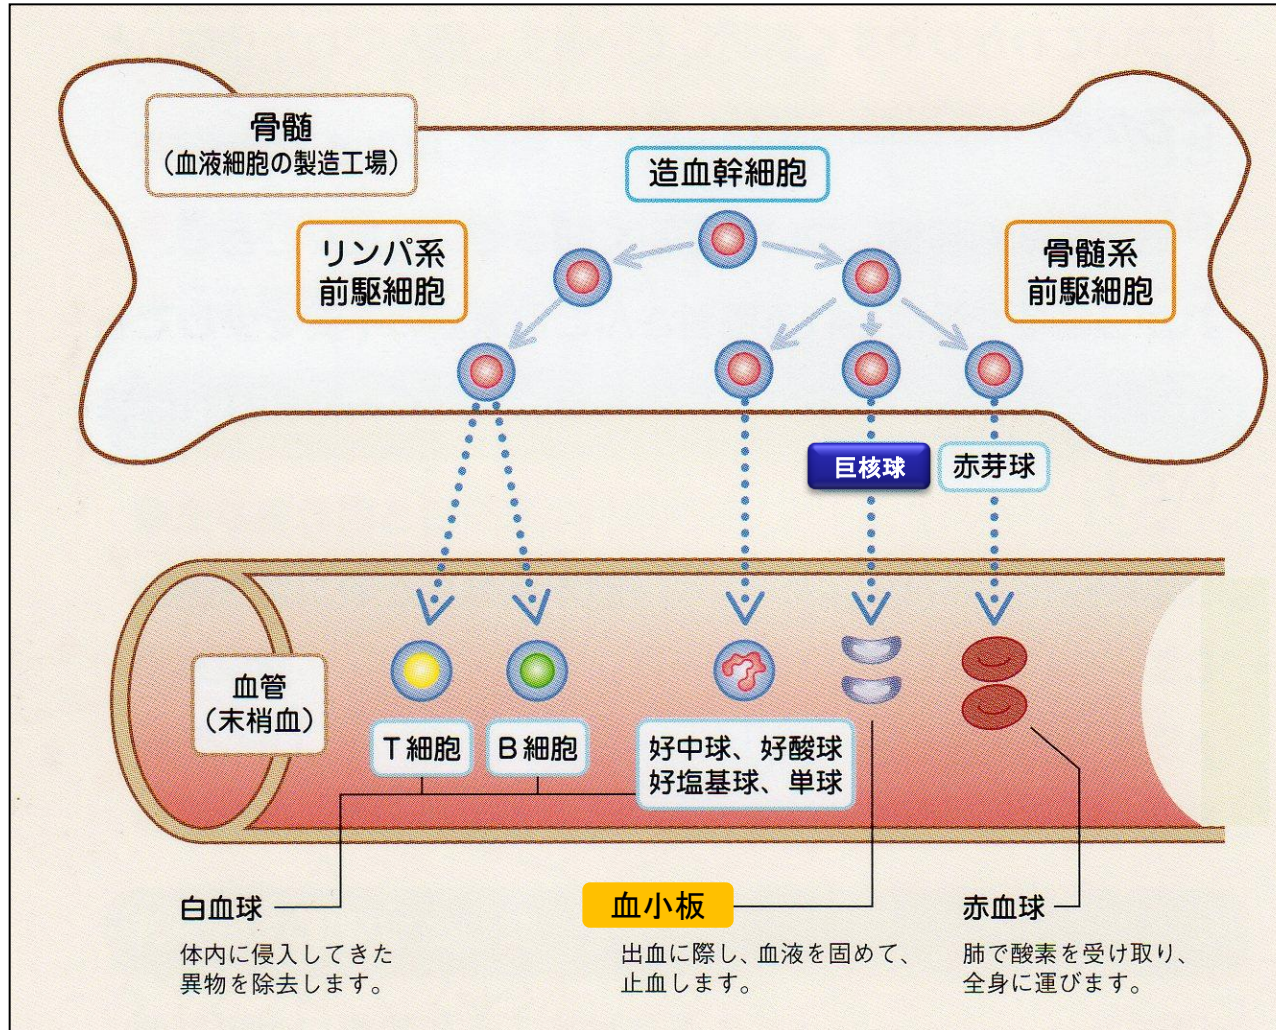 骨髄
（血液細胞の製造工場）
造血幹細胞
リンパ系
前駆細胞
骨髄系
前駆細胞
巨核球
赤芽球
血管
（末梢血）
T細胞
B細胞
好中球、好酸球
好塩基球、単球
白血球
体内に侵入してきた
異物を除去します。
血小板
出血に際し、血液を固めて、
止血します。
赤血球
肺で酸素を受け取り、
全身に運びます。